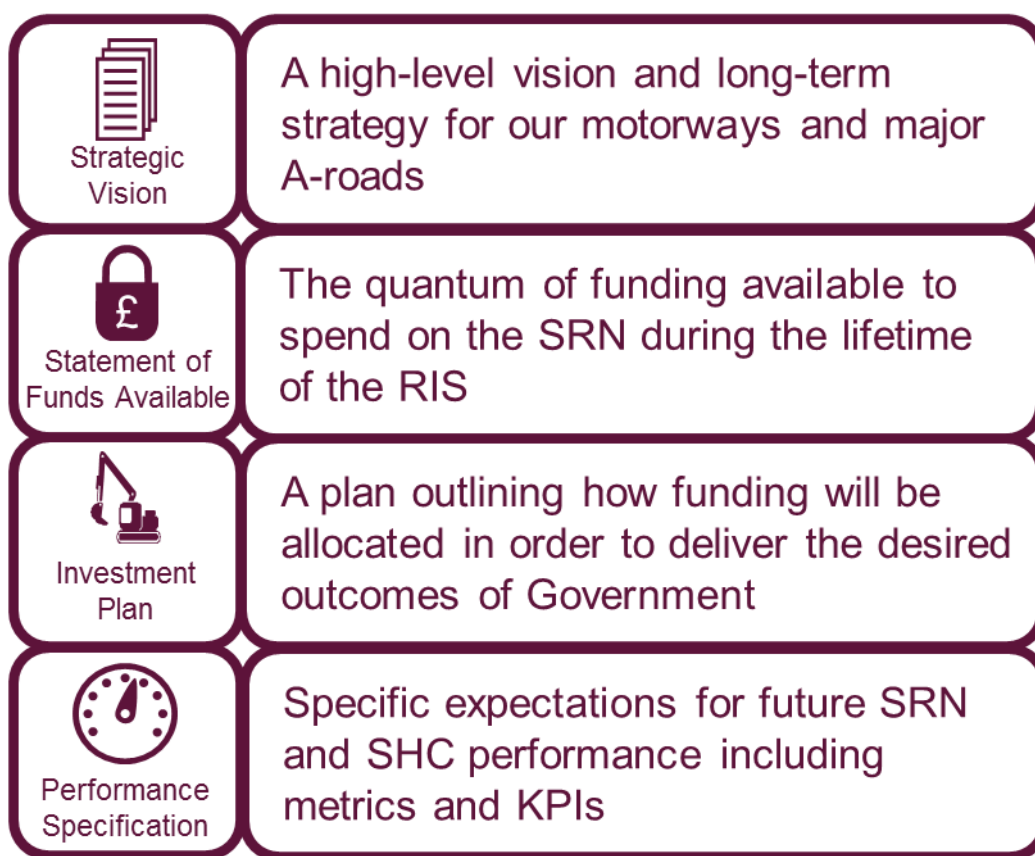 Strategic
Vision
A high-level vision and long-term
strategy for our motorways and major
A-roads
£
Statement of
Funds Available
The quantum of funding available to
spend on the SRN during the lifetime
of the RIS
Investment
Plan
A plan outlining how funding will be
allocated in order to deliver the desired
outcomes of Government
Performance
Specification
Specific expectations for future SRN
and SHC performance including
metrics and KPIs